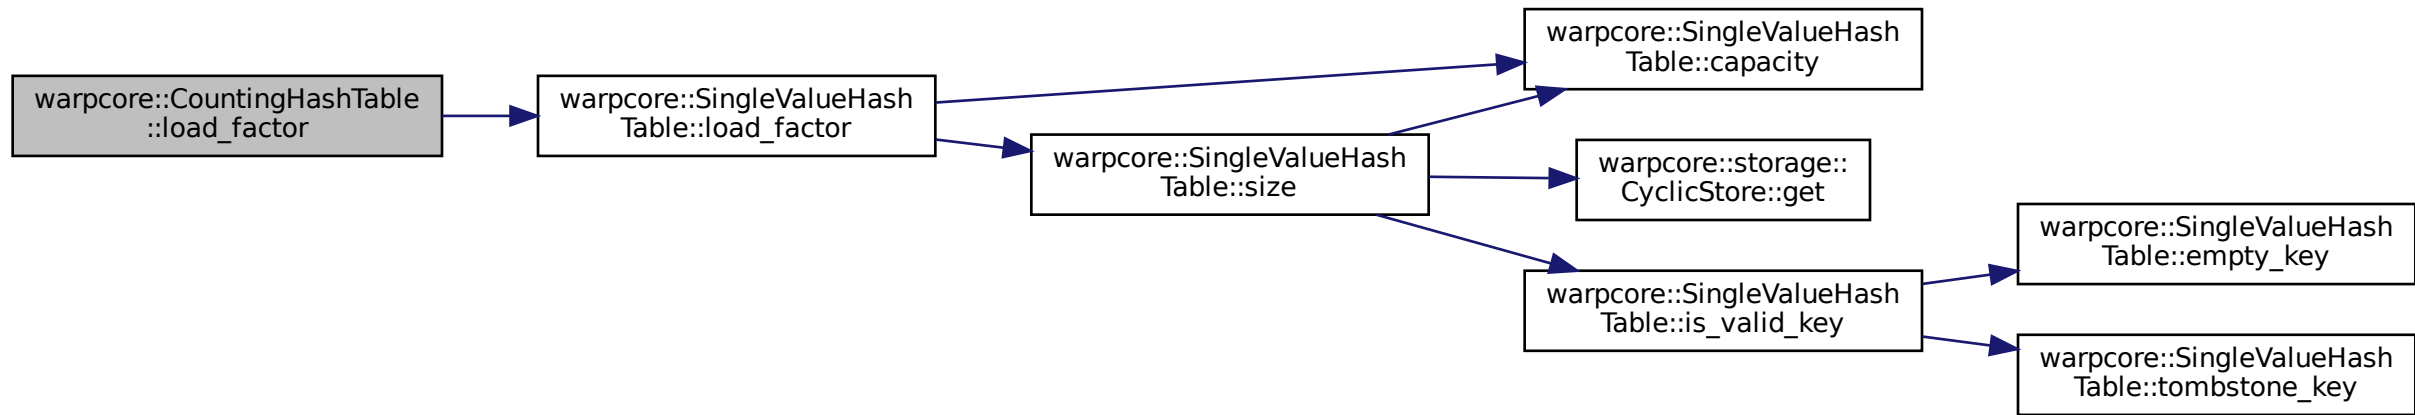 warpcore::CountingHashTable
::load_factor
warpcore::SingleValueHash
Table::load_factor
warpcore::SingleValueHash
Table::size
warpcore::SingleValueHash
Table::capacity
warpcore::storage::
CyclicStore::get
warpcore::SingleValueHash
Table::is_valid_key
warpcore::SingleValueHash
Table::empty_key
warpcore::SingleValueHash
Table::tombstone_key